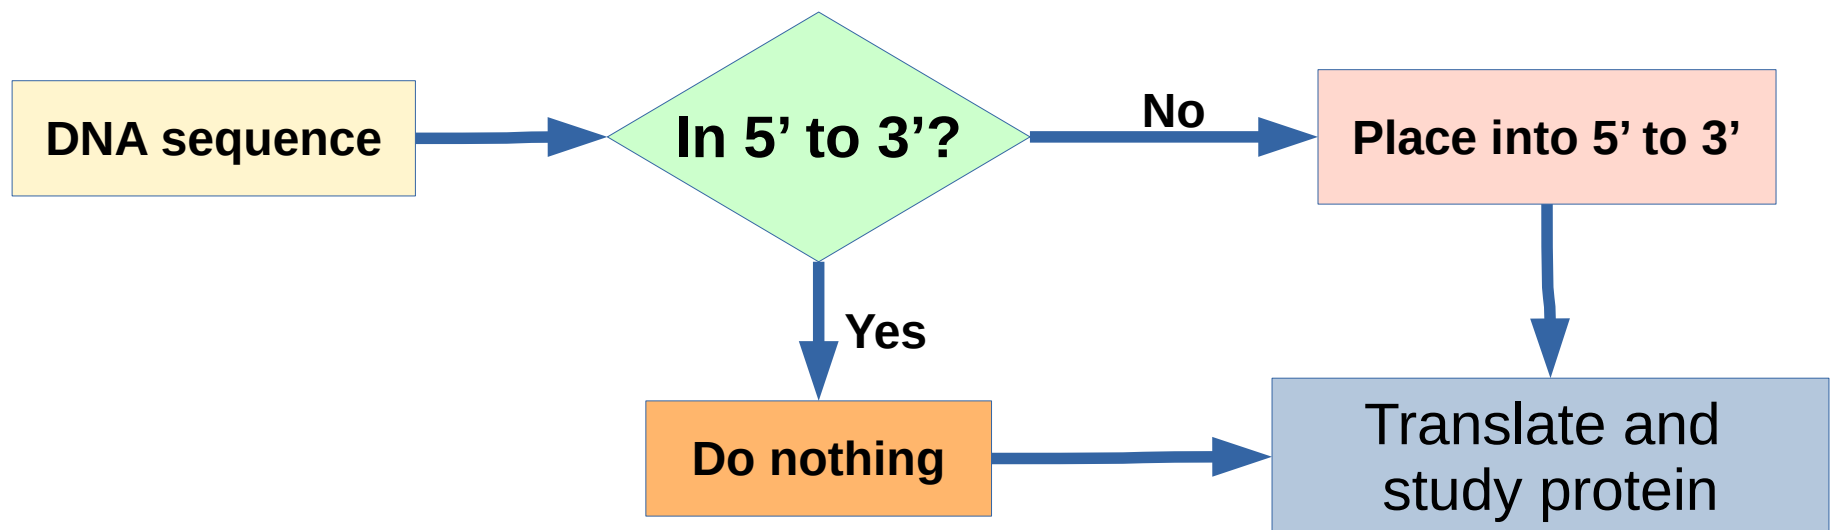 DNA sequence
In 5’ to 3’?
No
Place into 5’ to 3’
Yes
Do nothing
Translate and
study protein